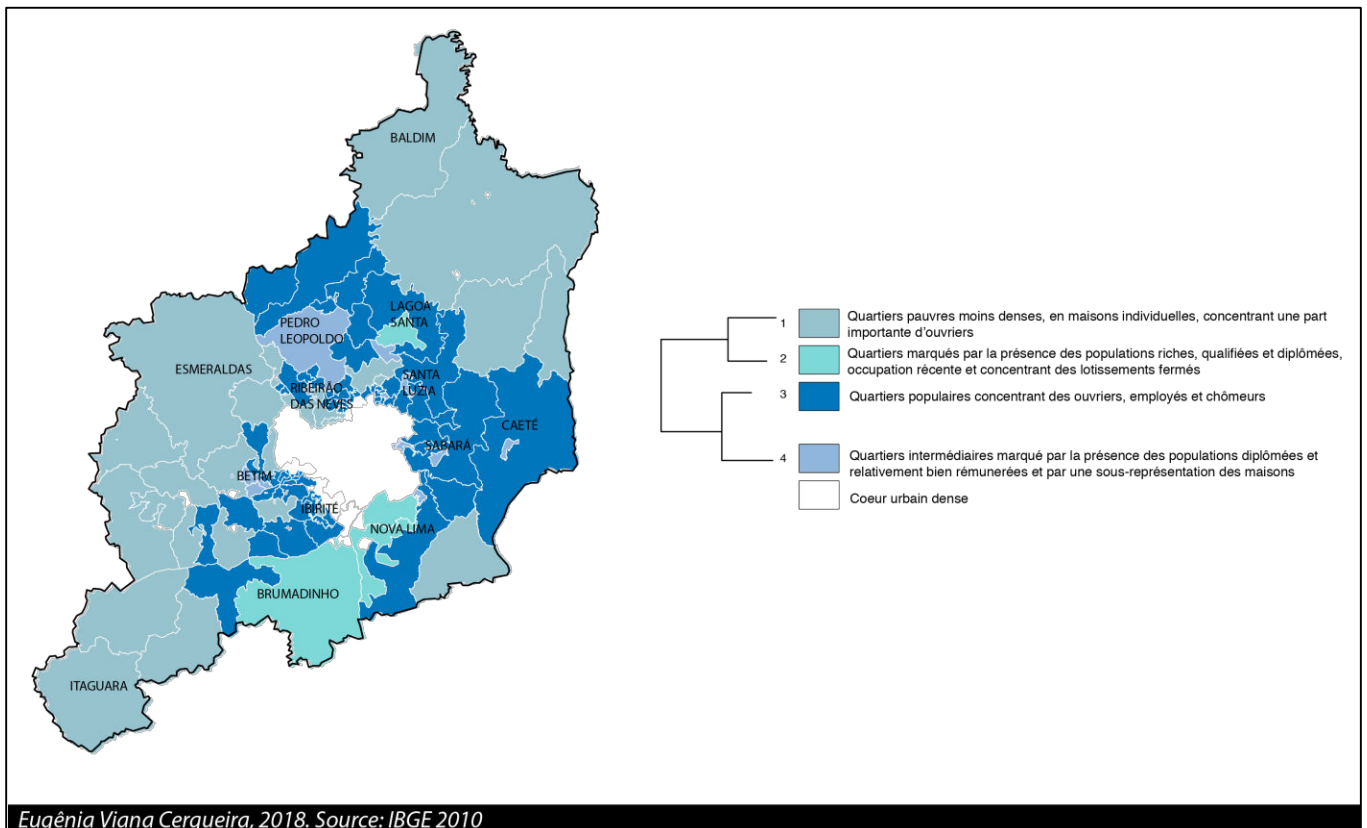 BALDIM
LAGOA
SANTA
PEDRO
LEOPOLDO
ESMERALDAS
SANTA
LUZIA
RIBEIRÃO
DAS NEVES
CAETÉ
SABARÁ
BETIM
IBIRITÉ
NOVA LIMA
BRUMADINHO
ITAGUARA
1 Quartiers pauvres moins denses, en maisons individuelles, concentrant une part
importante d'ouvriers
2 Quartiers marqué par la présence des populations riches, qualifiées et diplômées,
occupation récente et concentrant des lotissements fermés
3 Quartiers populaires concentrant des ouvriers, employés et chômeurs
4 Quartiers intermédiaires marqué par la présence des populations diplômées et
relativement bien rémunerées et par une sous-représentation des maisons
Coeur urbain dense
Eugênia Viana Cerqueira, 2018. Source: IBGE 2010